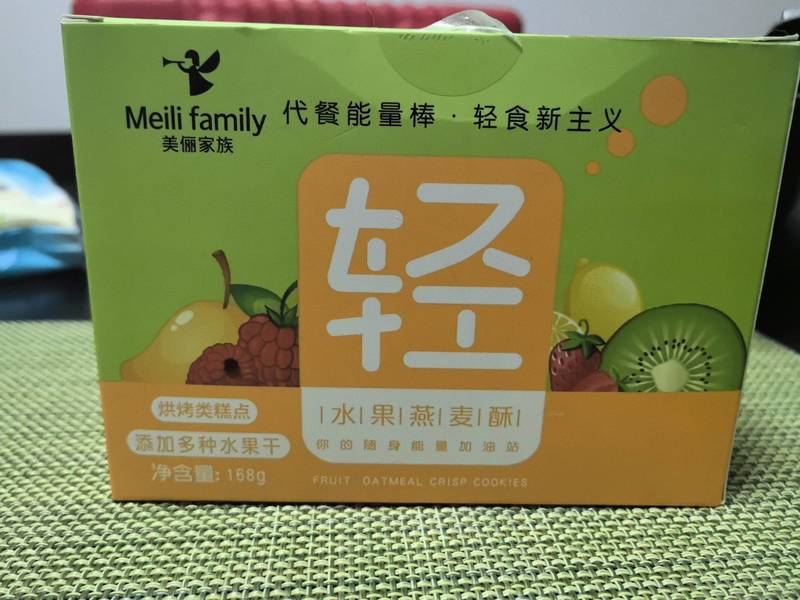 Meili family
美俪家族
代餐能量棒·轻食新主义
轻
水|果|燕|麦|酥
你的随身能量加油站
FRUIT OATMEAL CRISP COOKIES
烘烤类糕点
添加多种水果干
净含量:168g